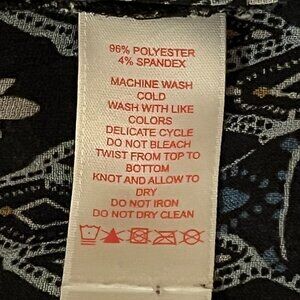 96% POLYESTER
4% SPANDEX
MACHINE WASH
COLD
WASH WITH LIKE
COLORS
DELICATE CYCLE
DO NOT BLEACH
TWIST FROM TOP TO
BOTTOM
KNOT AND ALLOW TO
DRY
DO NOT IRON
DO NOT DRY CLEAN